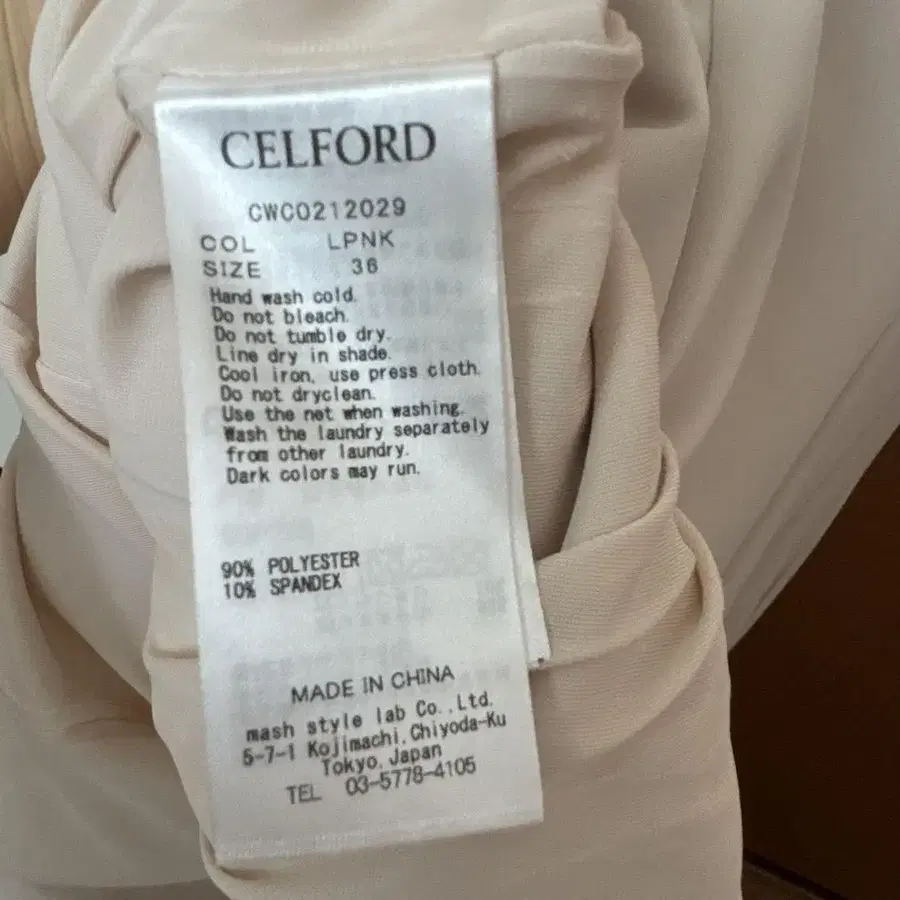 CELFORD
CWCO212029
COL LPNK
SIZE 36
Hand wash cold.
Do not bleach.
Do not tumble dry.
Line dry in shade.
Cool iron, use press cloth.
Do not dryclean.
Use the net when washing.
Wash the laundry separately
from other laundry.
Dark colors may run.
90% POLYESTER
10% SPANDEX
MADE IN CHINA
mash style lab Co.,Ltd.
5-7-1 Kojimachi,Chiyoda-Ku
Tokyo,Japan
TEL 03-5778-4105